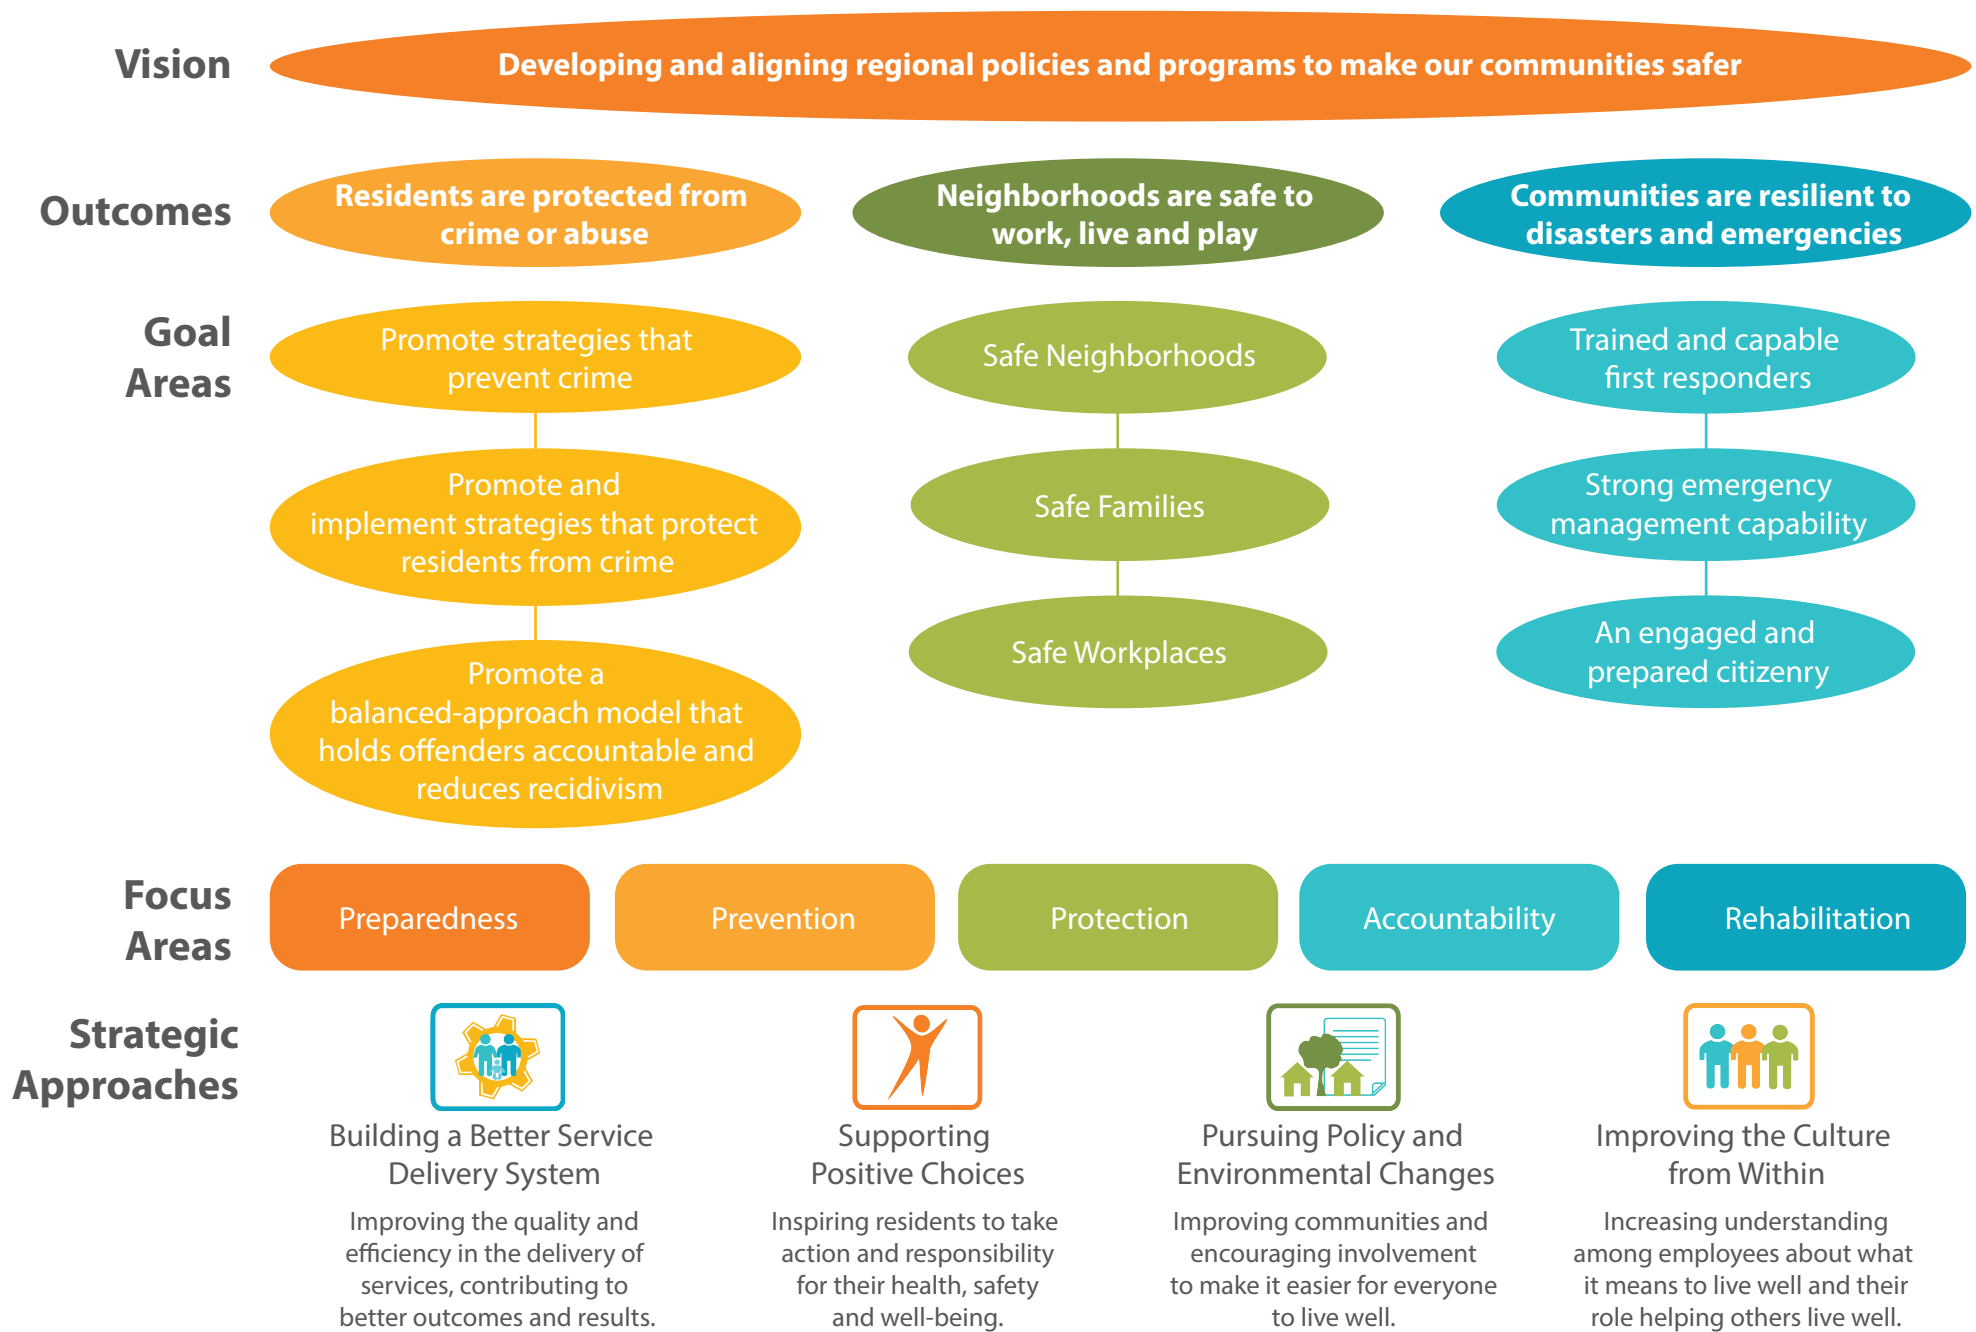 Vision
Developing and aligning regional policies and programs to make our communities safer
Outcomes
Residents are protected from
crime or abuse
Neighborhoods are safe to
work, live and play
Communities are resilient to
disasters and emergencies
Goal
Areas
Promote strategies that
prevent crime
Promote and
implement strategies that protect
residents from crime
Promote a
balanced-approach model that
holds offenders accountable and
reduces recidivism
Safe Neighborhoods
Safe Families
Safe Workplaces
Trained and capable
first responders
Strong emergency
management capability
An engaged and
prepared citizenry
Focus
Areas
Preparedness
Prevention
Protection
Accountability
Rehabilitation
Strategic
Approaches
Building a Better Service
Delivery System
Improving the quality and
efficiency in the delivery of
services, contributing to
better outcomes and results.
Supporting
Positive Choices
Inspiring residents to take
action and responsibility
for their health, safety
and well-being.
Pursuing Policy and
Environmental Changes
Improving communities and
encouraging involvement
to make it easier for everyone
to live well.
Improving the Culture
from Within
Increasing understanding
among employees about what
it means to live well and their
role helping others live well.